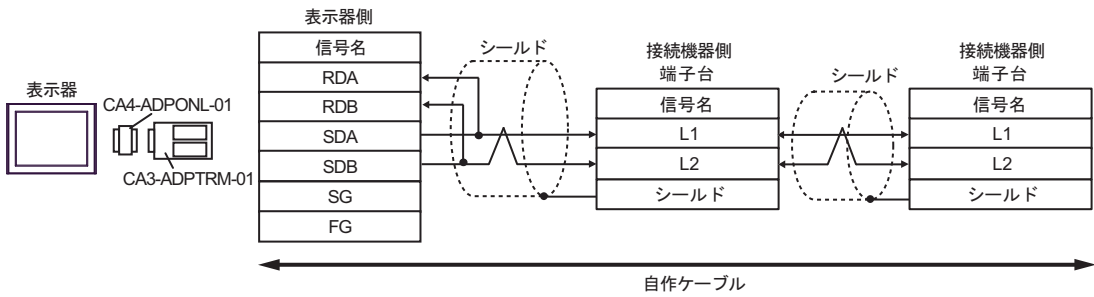 表示器
CA4-ADPONL-01
CA3-ADPTRM-01
表示器側
信号名
RDA
RDB
SDA
SDB
SG
FG
シールド
接続機器側
端子台
信号名
L1
L2
シールド
シールド
接続機器側
端子台
信号名
L1
L2
シールド
自作ケーブル